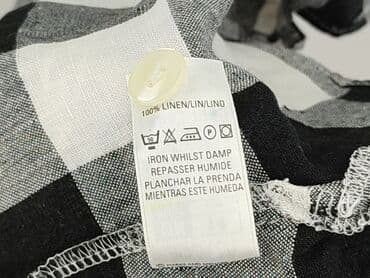 100% LINEN/LIN/LINO
IRON WHILST DAMP
REPASSER HUMIDE
PLANCHAR LA PRENDA
MIENTRAS ESTE HUMEDA